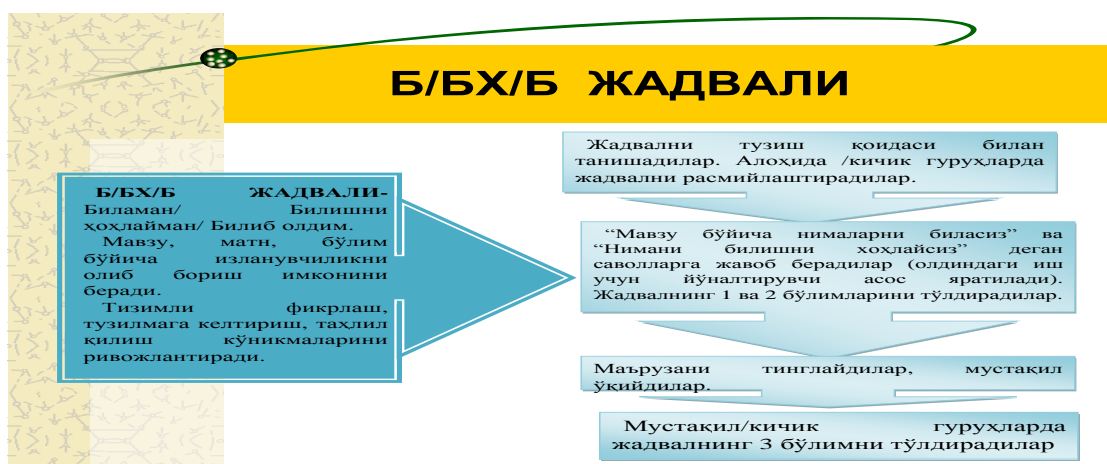 Б/БХ/Б ЖАДВАЛИ
Б/БХ/Б ЖАДВАЛИ-
Биламан/ Билишни
ҳоҳлайман/ Билиб олдим.
Мавзу, матн, бўлим
бўйича изланувчиликни
олиб бориш имконини
беради.
Тизимли фикрлаш,
тузилмага келтириш, таҳлил
қилиш кўникмаларини
ривожлантиради.
Жадвални тузиш қоидаси билан
танишадилар. Алоҳида /кичик гуруҳларда
жадвални расмийлаштирадилар.
“Мавзу бўйича нималарни биласиз” ва
“Нимани билишни хоҳлайсиз” деган
саволларга жавоб берадилар (олдиндаги иш
учун йўналтирувчи асос яратилади).
Жадвалнинг 1 ва 2 бўлимларини тўлдирадилар.
Маърузани тинглайдилар, мустақил
ўқийдилар.
Мустақил/кичик гуруҳларда
жадвалнинг 3 бўлимни тўлдирадилар